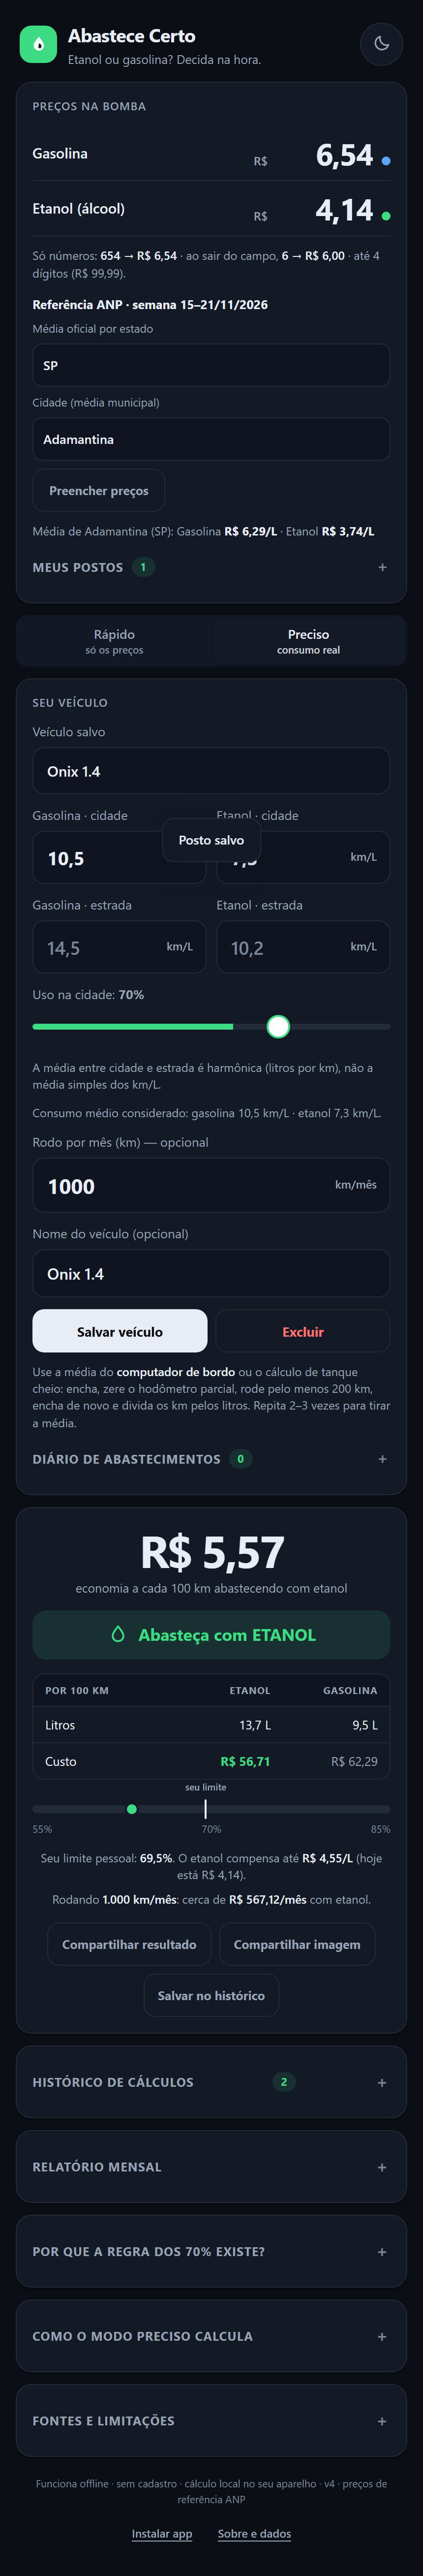 Abastece Certo
Etanol ou gasolina? Decida na hora.
PREÇOS NA BOMBA
Gasolina R$ 6,54
Etanol (álcool) R$ 4,14
Só números: 654 → R$ 6,54 · ao sair do campo, 6 → R$ 6,00 · até 4
dígitos (R$ 99,99).
Referência ANP · semana 15–21/11/2026
Média oficial por estado
SP
Cidade (média municipal)
Adamantina
Preencher preços
Média de Adamantina (SP): Gasolina R$ 6,29/L · Etanol R$ 3,74/L
MEUS POSTOS 1 +
Rápido
só os preços
Preciso
consumo real
SEU VEÍCULO
Veículo salvo
Onix 1.4
Gasolina · cidade
Etanol · cidade
Posto salvo
10,5
km/L
Gasolina · estrada
Etanol · estrada
14,5 km/L
10,2 km/L
Uso na cidade: 70%
A média entre cidade e estrada é harmônica (litros por km), não a
média simples dos km/L.
Consumo médio considerado: gasolina 10,5 km/L · etanol 7,3 km/L.
Rodo por mês (km) — opcional
1000 km/mês
Nome do veículo (opcional)
Onix 1.4
Salvar veículo
Excluir
Use a média do computador de bordo ou o cálculo de tanque
cheio: encha, zere o hodômetro parcial, rode pelo menos 200 km,
encha de novo e divida os km pelos litros. Repita 2–3 vezes para tirar
a média.
DIÁRIO DE ABASTECIMENTOS 0 +
R$ 5,57
economia a cada 100 km abastecendo com etanol
Abasteça com ETANOL
POR 100 KM ETANOL GASOLINA
Litros 13,7 L 9,5 L
Custo R$ 56,71 R$ 62,29
seu limite
55% 70% 85%
Seu limite pessoal: 69,5%. O etanol compensa até R$ 4,55/L (hoje
está R$ 4,14).
Rodando 1.000 km/mês: cerca de R$ 567,12/mês com etanol.
Compartilhar resultado
Compartilhar imagem
Salvar no histórico
HISTÓRICO DE CÁLCULOS 2 +
RELATÓRIO MENSAL +
POR QUE A REGRA DOS 70% EXISTE? +
COMO O MODO PRECISO CALCULA +
FONTES E LIMITAÇÕES +
Funciona offline · sem cadastro · cálculo local no seu aparelho · v4 · preços de
referência ANP
Instalar app
Sobre e dados